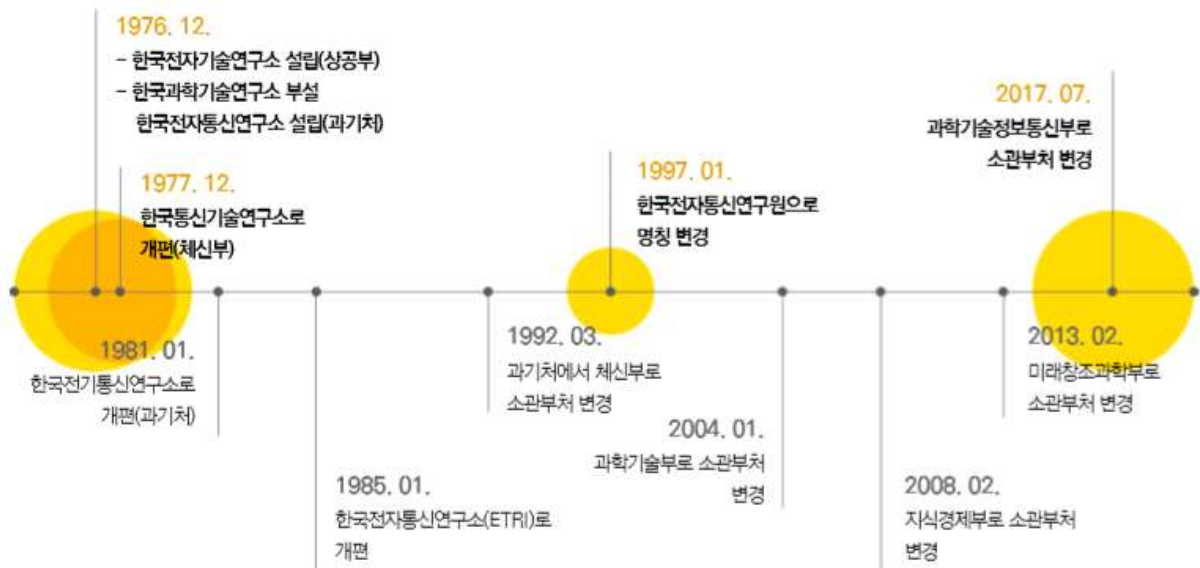 1976. 12.
- 한국전자기술연구소 설립(상공부)
- 한국과학기술연구소 부설
한국전자통신연구소 설립(과기처)
1977. 12.
한국통신기술연구소로
개편(체신부)
1981. 01.
한국전기통신연구소로
개편(과기처)
1985. 01.
한국전자통신연구소(ETRI)로
개편
1992. 03.
과기처에서 체신부로
소관부처 변경
1997. 01.
한국전자통신연구원으로
명칭 변경
2004. 01.
과학기술부로 소관부처
변경
2008. 02.
지식경제부로 소관부처
변경
2013. 02.
미래창조과학부로
소관부처 변경
2017. 07.
과학기술정보통신부로
소관부처 변경